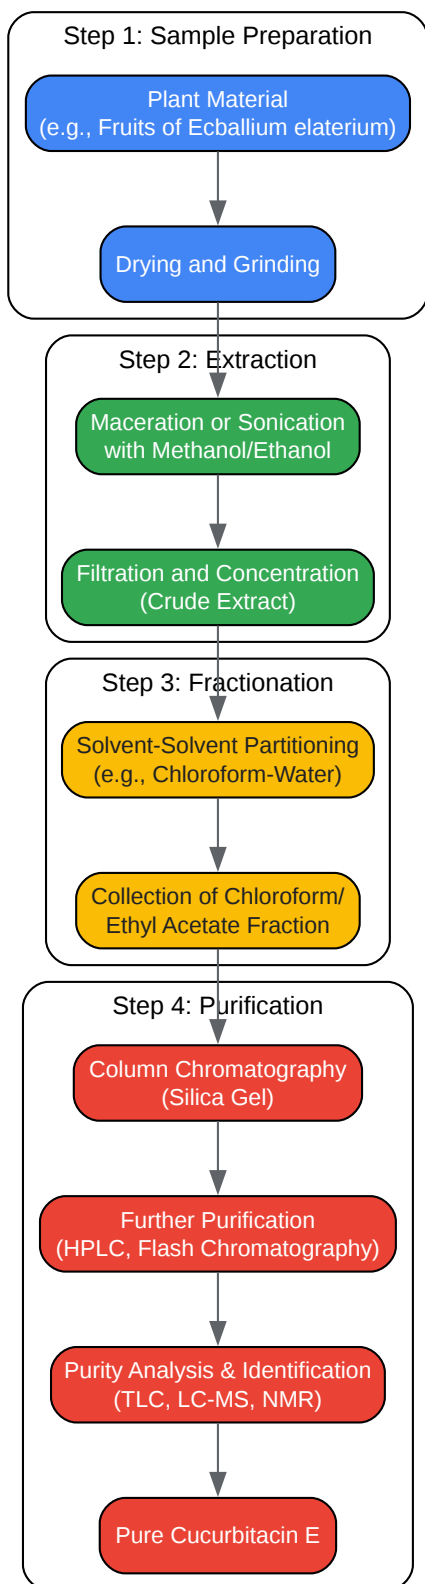 Step 1: Sample Preparation
Plant Material
(e.g., Fruits of Ecballium elaterium)
Drying and Grinding
Step 2: Extraction
Maceration or Sonication
with Methanol/Ethanol
Filtration and Concentration
(Crude Extract)
Step 3: Fractionation
Solvent-Solvent Partitioning
(e.g., Chloroform-Water)
Collection of Chloroform/
Ethyl Acetate Fraction
Step 4: Purification
Column Chromatography
(Silica Gel)
Further Purification
(HPLC, Flash Chromatography)
Purity Analysis & Identification
(TLC, LC-MS, NMR)
Pure Cucurbitacin E